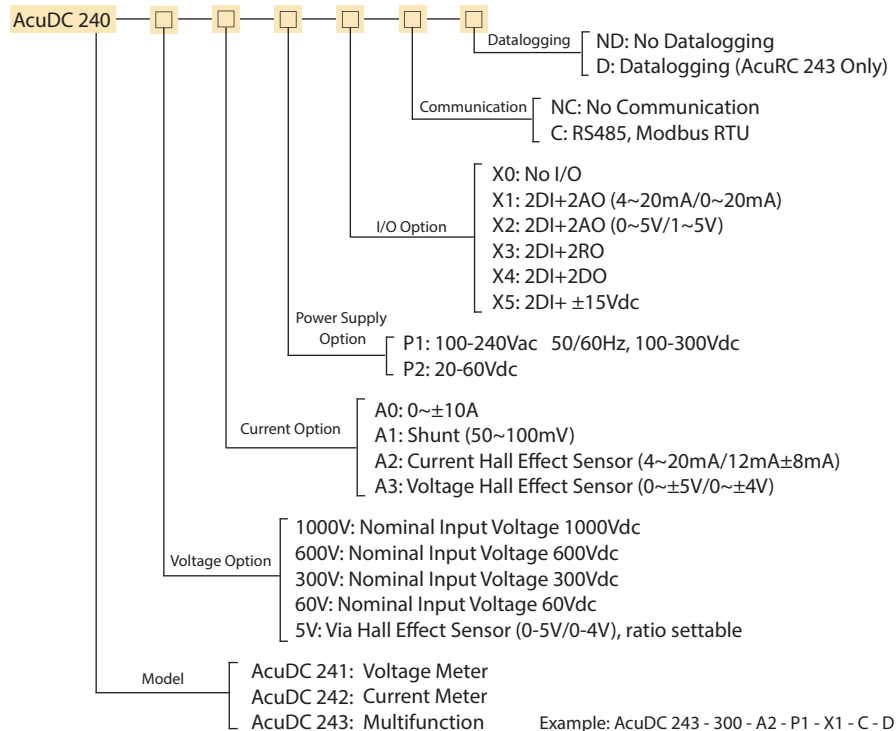 AcuDC 240
Datalogging
ND: No Datalogging
D: Datalogging (AcuRC 243 Only)
Communication
NC: No Communication
C: RS485, Modbus RTU
I/O Option
X0: No I/O
X1: 2DI+2AO (4~20mA/0~20mA)
X2: 2DI+2AO (0~5V/1~5V)
X3: 2DI+2RO
X4: 2DI+2DO
X5: 2DI+ ±15Vdc
Power Supply
Option
P1: 100-240Vac 50/60Hz, 100-300Vdc
P2: 20-60Vdc
Current Option
A0: 0~±10A
A1: Shunt (50~100mV)
A2: Current Hall Effect Sensor (4~20mA/12mA±8mA)
A3: Voltage Hall Effect Sensor (0~±5V/0~±4V)
Voltage Option
1000V: Nominal Input Voltage 1000Vdc
600V: Nominal Input Voltage 600Vdc
300V: Nominal Input Voltage 300Vdc
60V: Nominal Input Voltage 60Vdc
5V: Via Hall Effect Sensor (0-5V/0-4V), ratio settable
Model
AcuDC 241: Voltage Meter
AcuDC 242: Current Meter
AcuDC 243: Multifunction
Example: AcuDC 243 - 300 - A2 - P1 - X1 - C - D